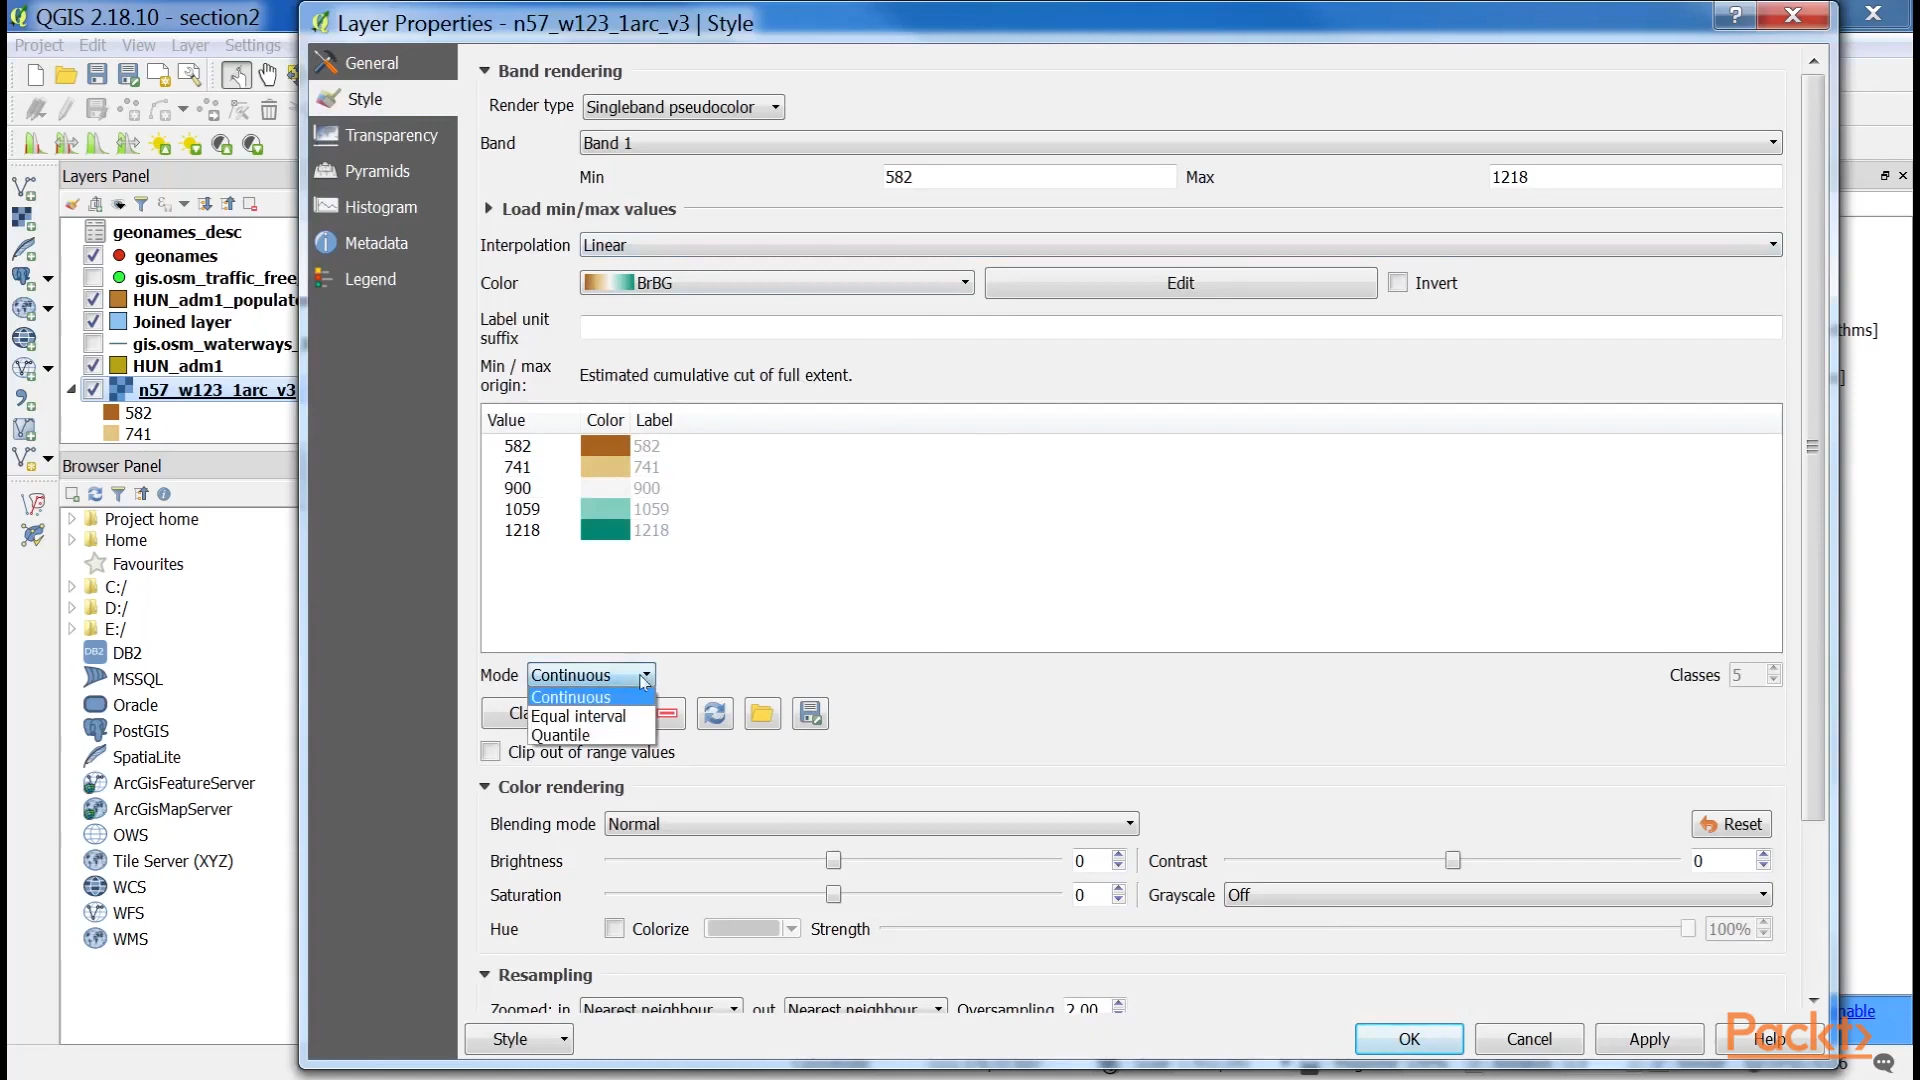 QGIS 2.18.10 - section2
Layer Properties - n57_w123_1arc_v3 | Style
Project Edit View Layer Settings
General
Style
Transparency
Pyramids
Histogram
Metadata
Legend
Layers Panel
geonames_desc
geonames
gis.osm_traffic_free
HUN_adm1_populat
Joined layer
gis.osm_waterways_
HUN_adm1
n57_w123_1arc_v3
582
741
Browser Panel
Project home
Home
Favourites
C:/
D:/
E:/
DB2
DB2
MSSQL
Oracle
PostGIS
SpatiaLite
ArcGisFeatureServer
ArcGisMapServer
OWS
Tile Server (XYZ)
WCS
WFS
WMS
Band rendering
Render type Singleband pseudocolor
Band Band 1
Min 582 Max 1218
Load min/max values
Interpolation Linear
Color BrBG Edit Invert
Label unit
suffix
Min / max
origin: Estimated cumulative cut of full extent.
Value Color Label
582 582
741 741
900 900
1059 1059
1218 1218
Mode Continuous Classes 5
Continuous
Equal interval
Quantile
Cla
Clip out of range values
Color rendering
Blending mode Normal Reset
Brightness 0 Contrast 0
Saturation 0 Grayscale Off
Hue Colorize Strength 100%
Resampling
Zoomed: in Nearest neighbour out Nearest neighbour Oversampling 2.00
Style OK Cancel Apply Help
thms]
nable
Packt